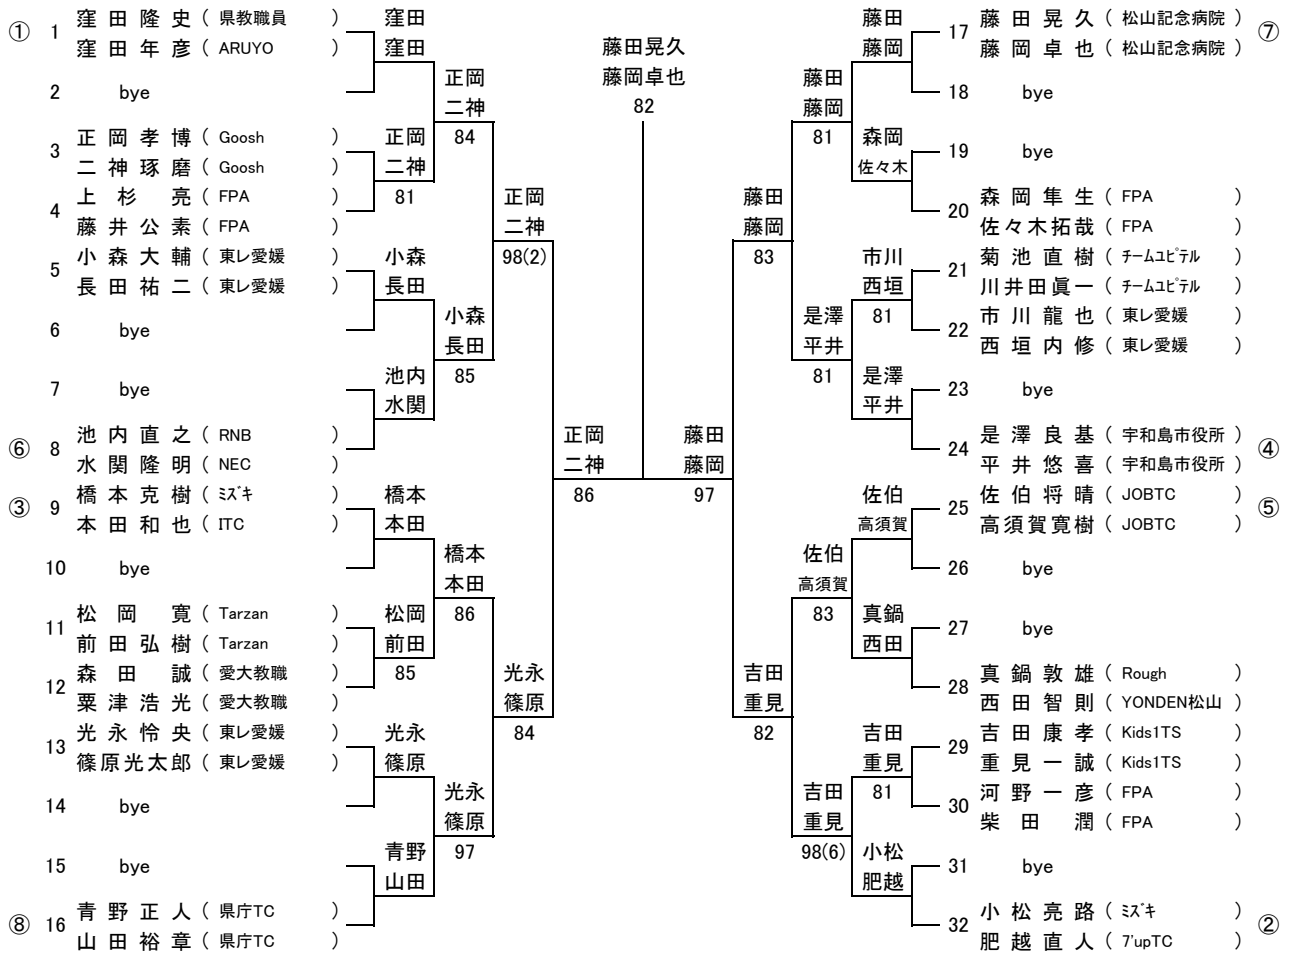 ① 1 窪田隆史 ( 県教職員 )
窪田年彦 ( ARUYO )
2 bye
3 正岡孝博 ( Goosh )
二神琢磨 ( Goosh )
4 上杉 亮 ( FPA )
藤井公素 ( FPA )
5 小森大輔 ( 東レ愛媛 )
長田祐二 ( 東レ愛媛 )
6 bye
7 bye
⑥ 8 池内直之 ( RNB )
水関隆明 ( NEC )
③ 9 橋本克樹 ( ミズキ )
本田和也 ( ITC )
10 bye
11 松岡 寛 ( Tarzan )
前田弘樹 ( Tarzan )
12 森田 誠 ( 愛大教職 )
粟津浩光 ( 愛大教職 )
13 光永怜央 ( 東レ愛媛 )
篠原光太郎 ( 東レ愛媛 )
14 bye
15 bye
⑧ 16 青野正人 ( 県庁TC )
山田裕章 ( 県庁TC )
窪田
窪田
正岡
二神
81
小森
長田
池内
水関
橋本
本田
松岡
前田
85
光永
篠原
青野
山田
正岡
二神
84
小森
長田
85
橋本
本田
86
光永
篠原
97
正岡
二神
98(2)
光永
篠原
84
正岡
二神
86
藤田晃久
藤岡卓也
82
藤田
藤岡
97
藤田
藤岡
83
吉田
重見
82
藤田
藤岡
81
是澤
平井
81
佐伯
高須賀
83
吉田
重見
98(6)
藤田
藤岡
森岡
佐々木
市川
西垣
81
是澤
平井
佐伯
高須賀
真鍋
西田
吉田
重見
81
小松
肥越
17 藤田晃久 ( 松山記念病院 ) ⑦
藤岡卓也 ( 松山記念病院 )
18 bye
19 bye
20 森岡隼生 ( FPA )
佐々木拓哉 ( FPA )
21 菊池直樹 ( チームユピテル )
川井田眞一 ( チームユピテル )
22 市川龍也 ( 東レ愛媛 )
西垣内修 ( 東レ愛媛 )
23 bye
24 是澤良基 ( 宇和島市役所 ) ④
平井悠喜 ( 宇和島市役所 )
25 佐伯将晴 ( JOBTC ) ⑤
高須賀寛樹 ( JOBTC )
26 bye
27 bye
28 真鍋敦雄 ( Rough )
西田智則 ( YONDEN松山 )
29 吉田康孝 ( Kids1TS )
重見一誠 ( Kids1TS )
30 河野一彦 ( FPA )
柴田 潤 ( FPA )
31 bye
32 小松亮路 ( ミズキ ) ②
肥越直人 ( 7'upTC )